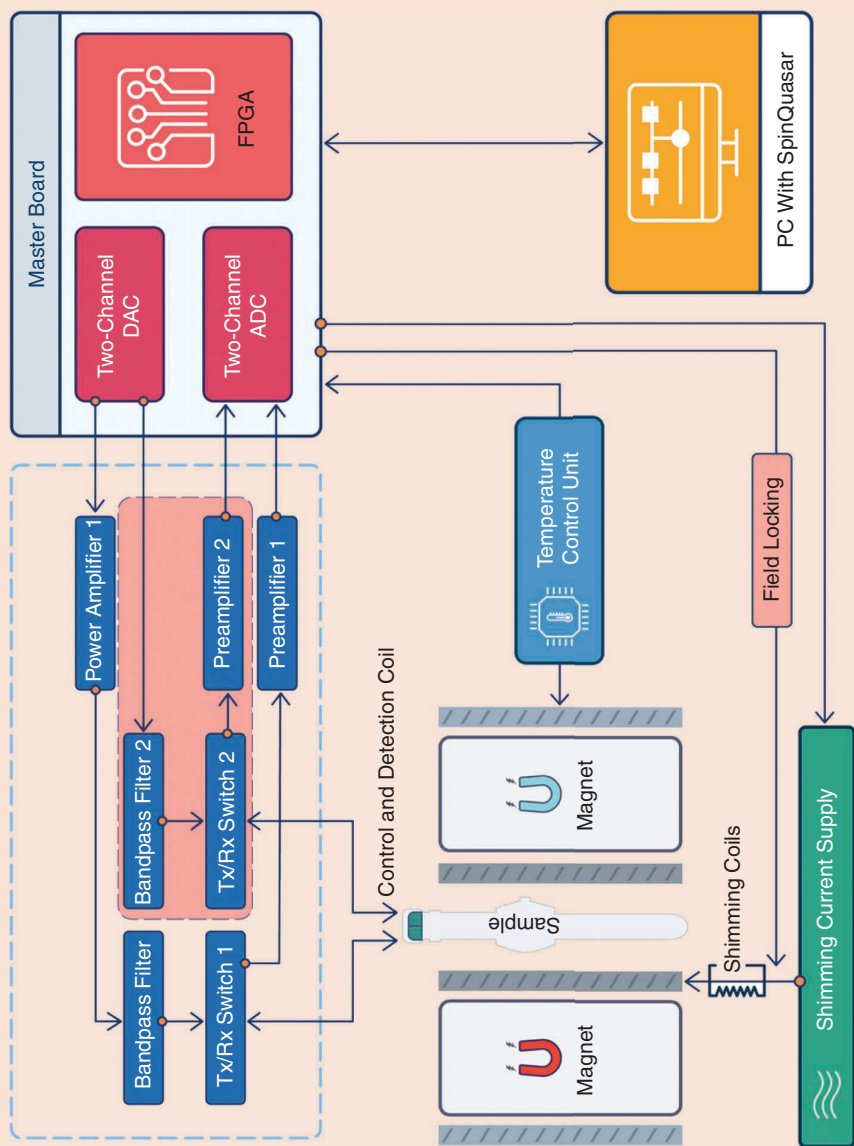 Master Board
FPGA
Two-Channel
DAC
Two-Channel
ADC
PC With SpinQuasar
Power Amplifier 1
Preamplifier 2
Preamplifier 1
Bandpass Filter 2
Tx/Rx Switch 2
Bandpass Filter
Tx/Rx Switch 1
Control and Detection Coil
Temperature
Control Unit
Field Locking
Magnet
Sample
Magnet
Shimming Coils
Shimming Current Supply